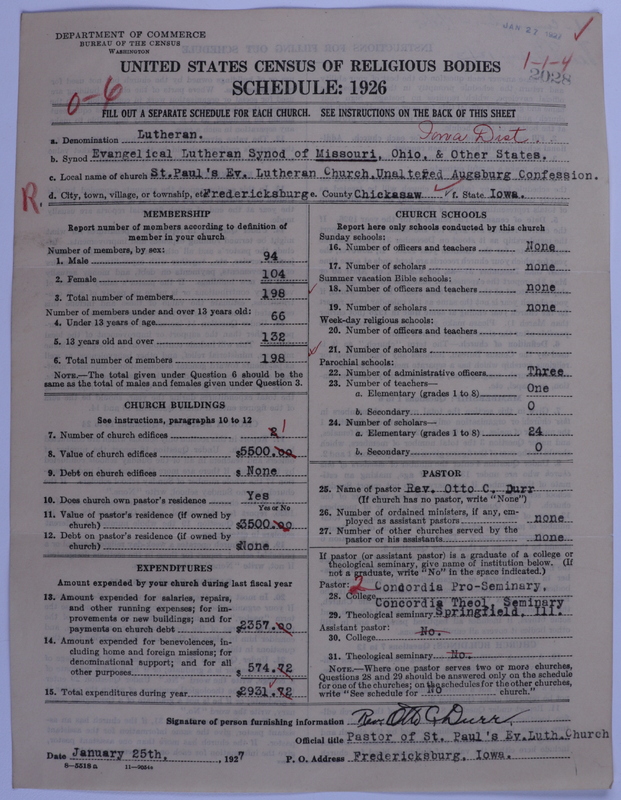 DEPARTMENT OF COMMERCE
BUREAU OF THE CENSUS
WASHINGTON
JAN 27 1927
UNITED STATES CENSUS OF RELIGIOUS BODIES
1-1-4
2028
SCHEDULE: 1926
0-6
FILL OUT A SEPARATE SCHEDULE FOR EACH CHURCH. SEE INSTRUCTIONS ON THE BACK OF THIS SHEET
a. Denomination Lutheran. Iowa Dist.
b. Synod Evangelical Lutheran Synod of Missouri, Ohio, & Other States.
c. Local name of church St.Paul's Ev. Lutheran Church,Unaltered Augsburg Confession.
R. d. City, town, village, or township, etc. Fredericksburg e. County Chickasaw f. State Iowa.
MEMBERSHIP
Report number of members according to definition of member in your church
Number of members, by sex:
1. Male 94
2. Female 104
3. Total number of members 198
Number of members under and over 13 years old:
4. Under 13 years of age 66
5. 13 years old and over 132
6. Total number of members 198
NOTE.—The total given under Question 6 should be the same as the total of males and females given under Question 3.
CHURCH BUILDINGS
See instructions, paragraphs 10 to 12
7. Number of church edifices 2 1
8. Value of church edifices $5500.00
9. Debt on church edifices $ None
10. Does church own pastor's residence Yes
Yes or No
11. Value of pastor's residence (if owned by church) $3500.00
12. Debt on pastor's residence (if owned by church) $None
EXPENDITURES
Amount expended by your church during last fiscal year
13. Amount expended for salaries, repairs, and other running expenses; for improvements or new buildings; and for payments on church debt $2357.00
14. Amount expended for benevolences, including home and foreign missions; for denominational support; and for all other purposes $ 574.72
15. Total expenditures during year $2931.72
CHURCH SCHOOLS
Report here only schools conducted by this church
Sunday schools:
16. Number of officers and teachers None
17. Number of scholars none
Summer vacation Bible schools:
18. Number of officers and teachers none
19. Number of scholars none
Week-day religious schools:
20. Number of officers and teachers
21. Number of scholars
Parochial schools:
22. Number of administrative officers Three
23. Number of teachers—
a. Elementary (grades 1 to 8) One
b. Secondary 0
24. Number of scholars—
a. Elementary (grades 1 to 8) 24
b. Secondary 0
PASTOR
25. Name of pastor Rev. Otto C. Durr
(If church has no pastor, write "None")
26. Number of ordained ministers, if any, employed as assistant pastors none
27. Number of other churches served by the pastor or his assistants none
If pastor (or assistant pastor) is a graduate of a college or theological seminary, give name of institution below. (If not a graduate, write "No" in the space indicated.)
Pastor: 2 Concordia Pro-Seminary,
28. College Concordia Theol. Seminary
29. Theological seminary Springfield, Ill.
Assistant pastor:
30. College No.
31. Theological seminary No.
NOTE.—Where one pastor serves two or more churches, Questions 28 and 29 should be answered only on the schedule for one of the churches; on the schedules for the other churches, write "See schedule for No church."
Signature of person furnishing information Rev. Otto C. Durr
Official title Pastor of St. Paul's Ev.Luth.Church
Date January 25th, , 1927 P. O. Address Fredericksburg, Iowa.